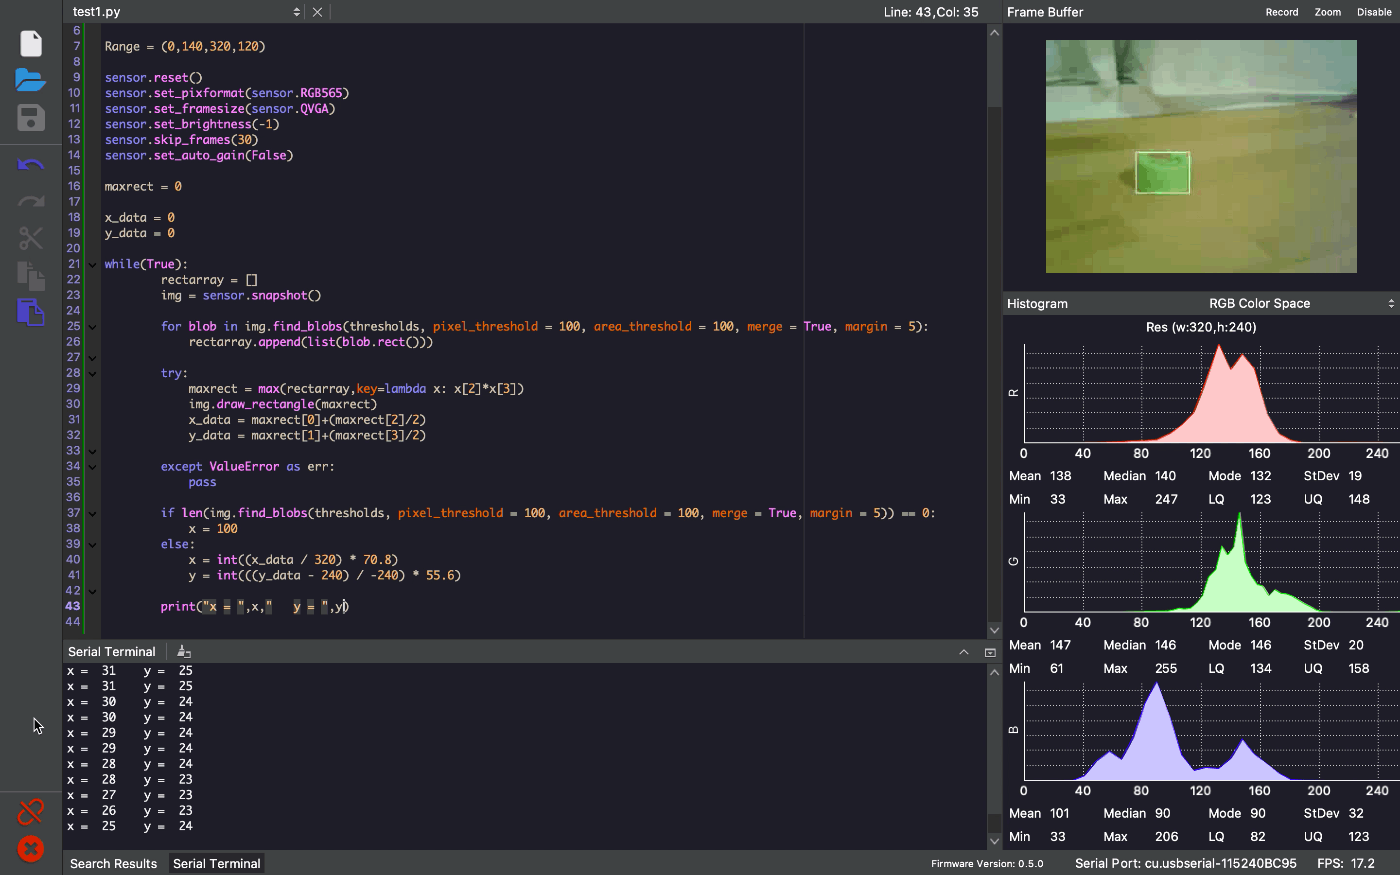 test1.py
Line: 43,Col: 35
6
7 Range = (0,140,320,120)
8
9 sensor.reset()
10 sensor.set_pixformat(sensor.RGB565)
11 sensor.set_framesize(sensor.QVGA)
12 sensor.set_brightness(-1)
13 sensor.skip_frames(30)
14 sensor.set_auto_gain(False)
15
16 maxrect = 0
17
18 x_data = 0
19 y_data = 0
20
21 while(True):
22 rectarray = []
23 img = sensor.snapshot()
24
25 for blob in img.find_blobs(thresholds, pixel_threshold = 100, area_threshold = 100, merge = True, margin = 5):
26 rectarray.append(list(blob.rect()))
27
28 try:
29 maxrect = max(rectarray,key=lambda x: x[2]*x[3])
30 img.draw_rectangle(maxrect)
31 x_data = maxrect[0]+(maxrect[2]/2)
32 y_data = maxrect[1]+(maxrect[3]/2)
33
34 except ValueError as err:
35 pass
36
37 if len(img.find_blobs(thresholds, pixel_threshold = 100, area_threshold = 100, merge = True, margin = 5)) == 0:
38 x = 100
39 else:
40 x = int((x_data / 320) * 70.8)
41 y = int(((y_data - 240) / -240) * 55.6)
42
43 print("x = ",x,"   y = ",y)
44
Serial Terminal
x =  31    y =  25
x =  31    y =  25
x =  30    y =  24
x =  30    y =  24
x =  29    y =  24
x =  29    y =  24
x =  28    y =  24
x =  28    y =  23
x =  27    y =  23
x =  26    y =  23
x =  25    y =  24
Search Results Serial Terminal
Frame Buffer Record Zoom Disable
Histogram RGB Color Space
Res (w:320,h:240)
R
0 40 80 120 160 200 240
Mean 138 Median 140 Mode 132 StDev 19
Min 33 Max 247 LQ 123 UQ 148
G
0 40 80 120 160 200 240
Mean 147 Median 146 Mode 146 StDev 20
Min 61 Max 255 LQ 134 UQ 158
B
0 40 80 120 160 200 240
Mean 101 Median 90 Mode 90 StDev 32
Min 33 Max 206 LQ 82 UQ 123
Firmware Version: 0.5.0 Serial Port: cu.usbserial-115240BC95 FPS: 17.2